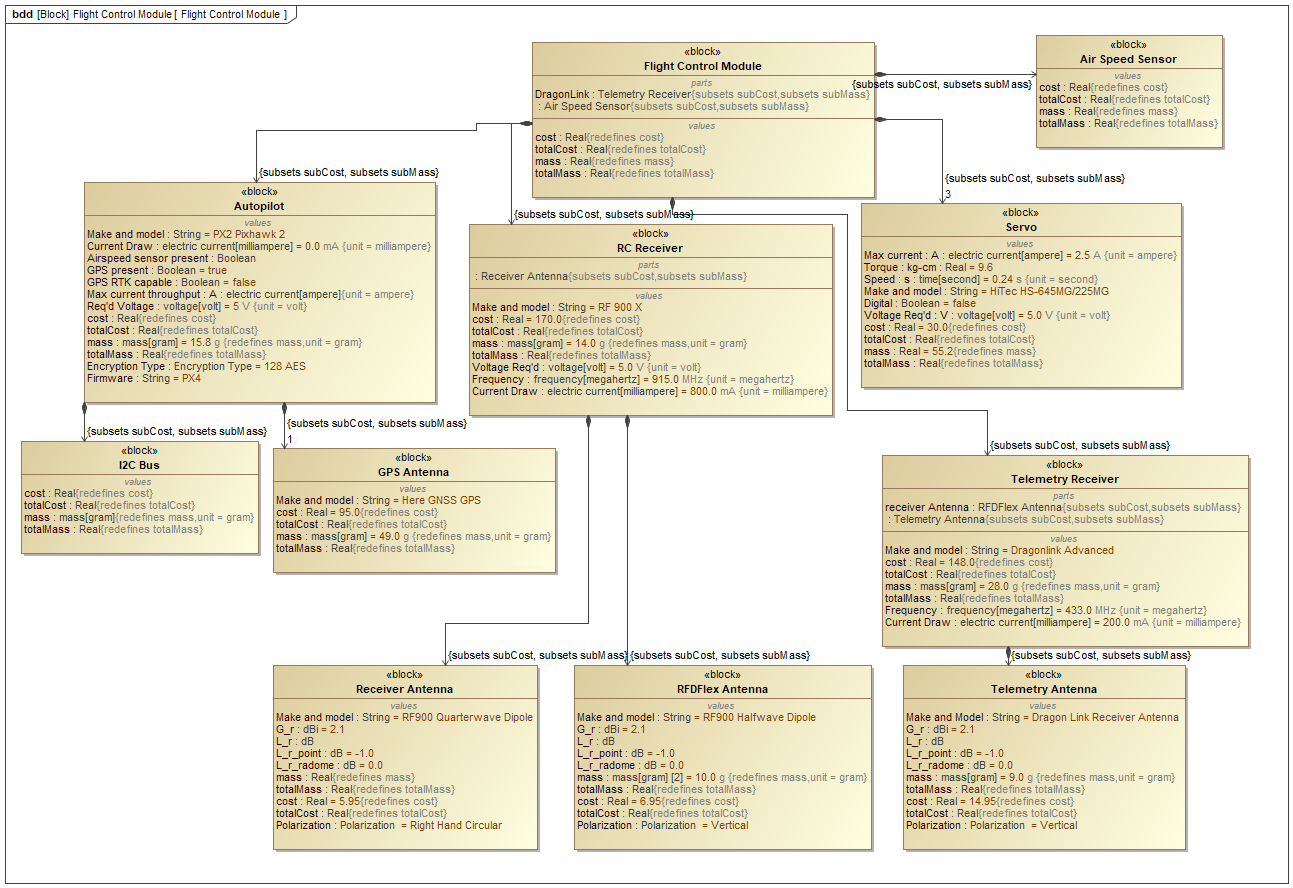 bdd [Block] Flight Control Module [ Flight Control Module ]
«block»
Flight Control Module
parts
DragonLink : Telemetry Receiver{subsets subCost,subsets subMass}
: Air Speed Sensor{subsets subCost,subsets subMass}
values
cost : Real{redefines cost}
totalCost : Real{redefines totalCost}
mass : Real{redefines mass}
totalMass : Real{redefines totalMass}
{subsets subCost, subsets subMass}
«block»
Air Speed Sensor
values
cost : Real{redefines cost}
totalCost : Real{redefines totalCost}
mass : Real{redefines mass}
totalMass : Real{redefines totalMass}
{subsets subCost, subsets subMass}
«block»
Autopilot
values
Make and model : String = PX2 Pixhawk 2
Current Draw : electric current[milliampere] = 0.0 mA {unit = milliampere}
Airspeed sensor present : Boolean
GPS present : Boolean = true
GPS RTK capable : Boolean = false
Max current throughput : A : electric current[ampere]{unit = ampere}
Req'd Voltage : voltage[volt] = 5 V {unit = volt}
cost : Real{redefines cost}
totalCost : Real{redefines totalCost}
mass : mass[gram] = 15.8 g {redefines mass,unit = gram}
totalMass : Real{redefines totalMass}
Encryption Type : Encryption Type = 128 AES
Firmware : String = PX4
{subsets subCost, subsets subMass}
«block»
RC Receiver
parts
: Receiver Antenna{subsets subCost,subsets subMass}
values
Make and model : String = RF 900 X
cost : Real = 170.0{redefines cost}
totalCost : Real{redefines totalCost}
mass : mass[gram] = 14.0 g {redefines mass,unit = gram}
totalMass : Real{redefines totalMass}
Voltage Req'd : voltage[volt] = 5.0 V {unit = volt}
Frequency : frequency[megahertz] = 915.0 MHz {unit = megahertz}
Current Draw : electric current[milliampere] = 800.0 mA {unit = milliampere}
{subsets subCost, subsets subMass}
3
«block»
Servo
values
Max current : A : electric current[ampere] = 2.5 A {unit = ampere}
Torque : kg-cm : Real = 9.6
Speed : s : time[second] = 0.24 s {unit = second}
Make and model : String = HiTec HS-645MG/225MG
Digital : Boolean = false
Voltage Req'd : V : voltage[volt] = 5.0 V {unit = volt}
cost : Real = 30.0{redefines cost}
totalCost : Real{redefines totalCost}
mass : Real = 55.2{redefines mass}
totalMass : Real{redefines totalMass}
{subsets subCost, subsets subMass}
«block»
I2C Bus
values
cost : Real{redefines cost}
totalCost : Real{redefines totalCost}
mass : mass[gram]{redefines mass,unit = gram}
totalMass : Real{redefines totalMass}
{subsets subCost, subsets subMass}
1
«block»
GPS Antenna
values
Make and model : String = Here GNSS GPS
cost : Real = 95.0{redefines cost}
totalCost : Real{redefines totalCost}
mass : mass[gram] = 49.0 g {redefines mass,unit = gram}
totalMass : Real{redefines totalMass}
{subsets subCost, subsets subMass}
«block»
Telemetry Receiver
parts
receiver Antenna : RFDFlex Antenna{subsets subCost,subsets subMass}
: Telemetry Antenna{subsets subCost,subsets subMass}
values
Make and model : String = Dragonlink Advanced
cost : Real = 148.0{redefines cost}
totalCost : Real{redefines totalCost}
mass : mass[gram] = 28.0 g {redefines mass,unit = gram}
totalMass : Real{redefines totalMass}
Frequency : frequency[megahertz] = 433.0 MHz {unit = megahertz}
Current Draw : electric current[milliampere] = 200.0 mA {unit = milliampere}
{subsets subCost, subsets subMass}
«block»
Receiver Antenna
values
Make and model : String = RF900 Quarterwave Dipole
G_r : dBi = 2.1
L_r : dB
L_r_point : dB = -1.0
L_r_radome : dB = 0.0
mass : Real{redefines mass}
totalMass : Real{redefines totalMass}
cost : Real = 5.95{redefines cost}
totalCost : Real{redefines totalCost}
Polarization : Polarization = Right Hand Circular
{subsets subCost, subsets subMass}
«block»
RFDFlex Antenna
values
Make and model : String = RF900 Halfwave Dipole
G_r : dBi = 2.1
L_r : dB
L_r_point : dB = -1.0
L_r_radome : dB = 0.0
mass : mass[gram] [2] = 10.0 g {redefines mass,unit = gram}
totalMass : Real{redefines totalMass}
cost : Real = 6.95{redefines cost}
totalCost : Real{redefines totalCost}
Polarization : Polarization = Vertical
{subsets subCost, subsets subMass}
«block»
Telemetry Antenna
values
Make and Model : String = Dragon Link Receiver Antenna
G_r : dBi = 2.1
L_r : dB
L_r_point : dB = -1.0
L_r_radome : dB = 0.0
mass : mass[gram] = 9.0 g {redefines mass,unit = gram}
totalMass : Real{redefines totalMass}
cost : Real = 14.95{redefines cost}
totalCost : Real{redefines totalCost}
Polarization : Polarization = Vertical